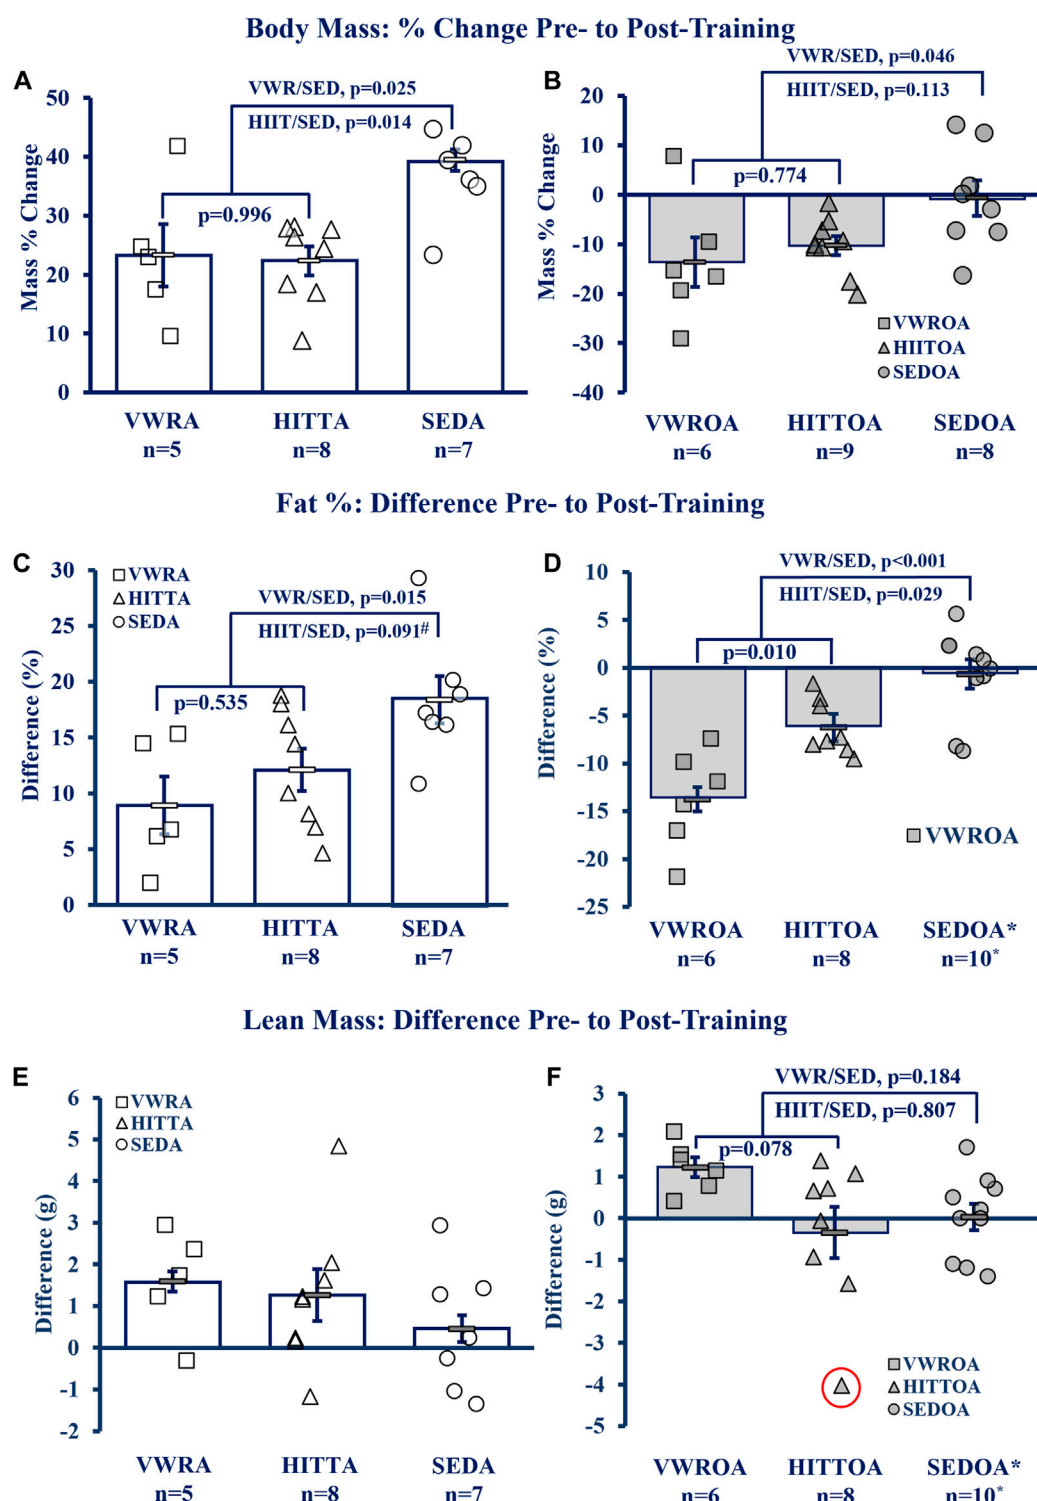 Body Mass: % Change Pre- to Post-Training
A
VWR/SED, p=0.025
HIIT/SED, p=0.014
p=0.996
Mass % Change
50
40
30
20
10
0
VWRA
HITTA
SEDA
n=5
n=8
n=7
B
VWR/SED, p=0.046
HIIT/SED, p=0.113
p=0.774
Mass % Change
20
10
0
-10
-20
-30
-40
VWROA
HIITOA
SEDOA
VWROA
HITTOA
SEDOA
n=6
n=9
n=8
Fat %: Difference Pre- to Post-Training
C
VWRA
HITTA
SEDA
VWR/SED, p=0.015
HIIT/SED, p=0.091#
p=0.535
Difference (%)
30
25
20
15
10
5
0
VWRA
HITTA
SEDA
n=5
n=8
n=7
D
VWR/SED, p<0.001
HIIT/SED, p=0.029
p=0.010
Difference (%)
10
5
0
-5
-10
-15
-20
-25
VWROA
VWROA
HITTOA
SEDOA*
n=6
n=8
n=10*
Lean Mass: Difference Pre- to Post-Training
E
VWRA
HITTA
SEDA
Difference (g)
6
5
4
3
2
1
0
-1
-2
VWRA
HITTA
SEDA
n=5
n=8
n=7
F
VWR/SED, p=0.184
HIIT/SED, p=0.807
p=0.078
Difference (g)
3
2
1
0
-1
-2
-3
-4
-5
VWROA
HITTOA
SEDOA
VWROA
HITTOA
SEDOA*
n=6
n=8
n=10*